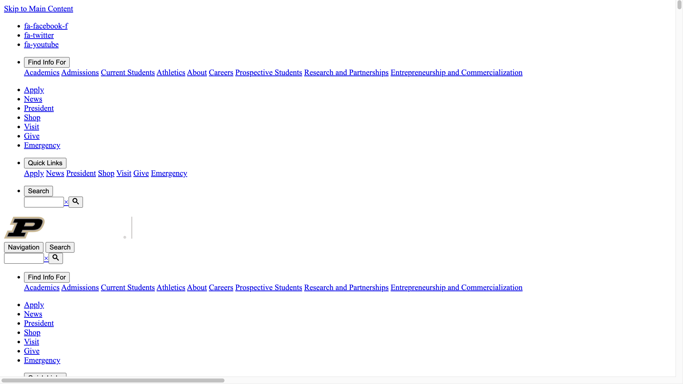 Skip to Main Content
fa-facebook-f
fa-twitter
fa-youtube
Find Info For
Academics Admissions Current Students Athletics About Careers Prospective Students Research and Partnerships Entrepreneurship and Commercialization
Apply
News
President
Shop
Visit
Give
Emergency
Quick Links
Apply News President Shop Visit Give Emergency
Search
×
P
Navigation Search
×
Find Info For
Academics Admissions Current Students Athletics About Careers Prospective Students Research and Partnerships Entrepreneurship and Commercialization
Apply
News
President
Shop
Visit
Give
Emergency